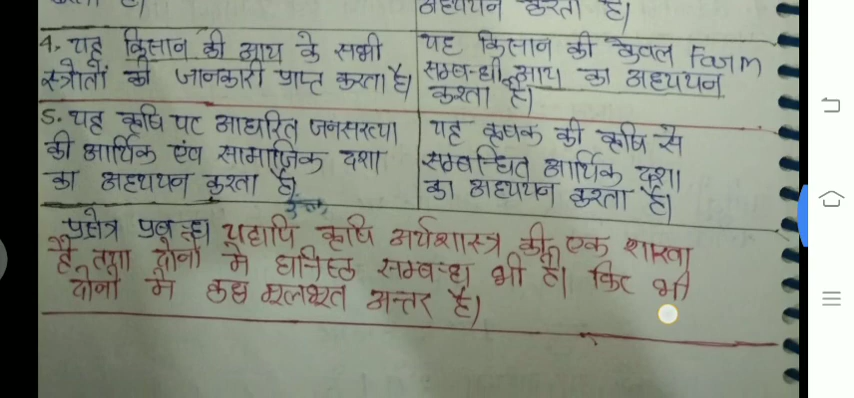 अध्ययन करता है।
4. यह किसान की आय के सभी
स्त्रोतों की जानकारी प्राप्त करता है।
यह किसान की केवल Farm
सम्बन्धी आय का अध्ययन
करता है।
5. यह कृषि पर आधारित जनसंख्या
की आर्थिक एंव सामाजिक दशा
का अध्ययन करता है।
यह कृषक की कृषि से
सम्बन्धित आर्थिक दशा
का अध्ययन करता है।
प्रक्षेत्र प्रबन्ध यद्यपि कृषि अर्थशास्त्र की एक शाखा
है तथा दोनों में घनिष्ठ सम्बन्ध भी है। फिर भी
दोनों में कुछ मूलभूत अन्तर है।